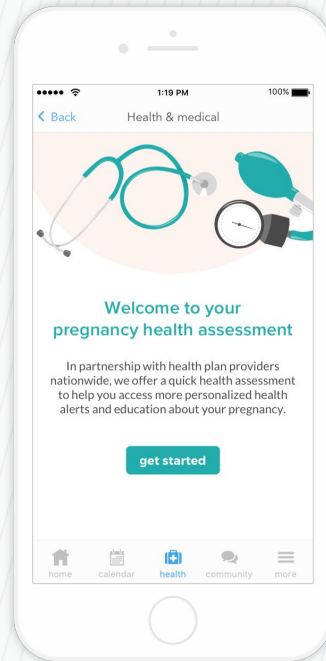 1:19 PM
100%
Back
Health & medical
Welcome to your
pregnancy health assessment
In partnership with health plan providers
nationwide, we offer a quick health assessment
to help you access more personalized health
alerts and education about your pregnancy.
get started
home calendar health community more